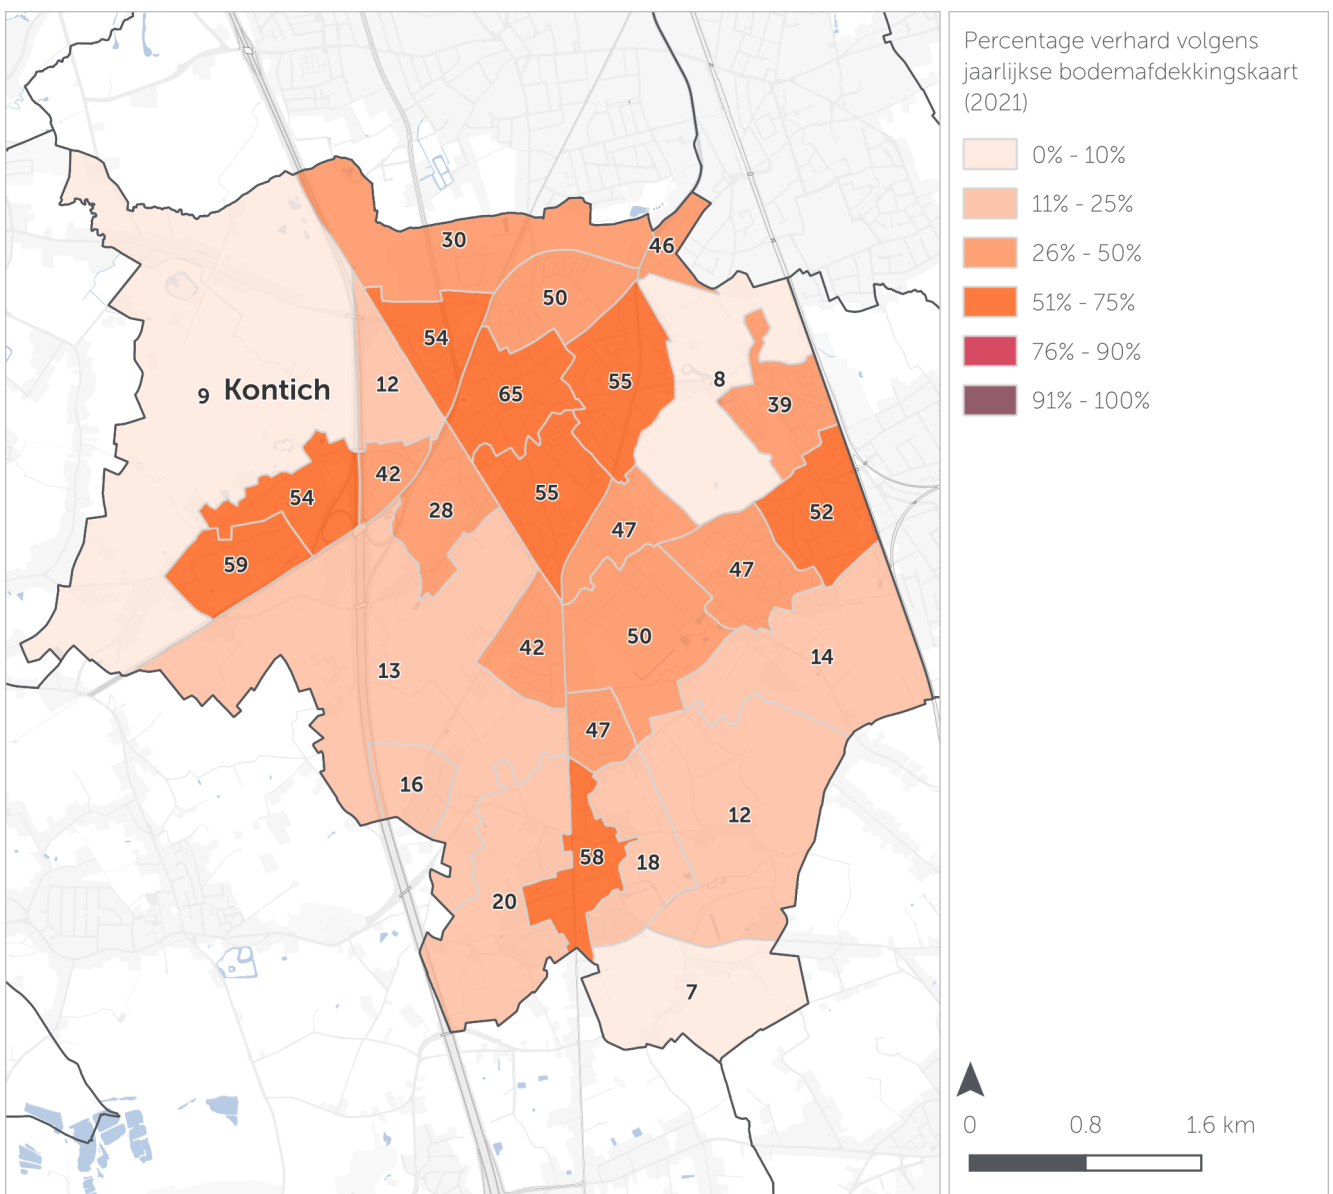 Percentage verhard volgens
jaarlijkse bodemafdekkingskaart
(2021)
0% - 10%
11% - 25%
26% - 50%
51% - 75%
76% - 90%
91% - 100%
30
46
50
54
12
65
55
8
39
9 Kontich
42
54
28
55
47
52
59
47
42
50
13
14
47
16
12
58
18
20
7
0 0.8 1.6 km